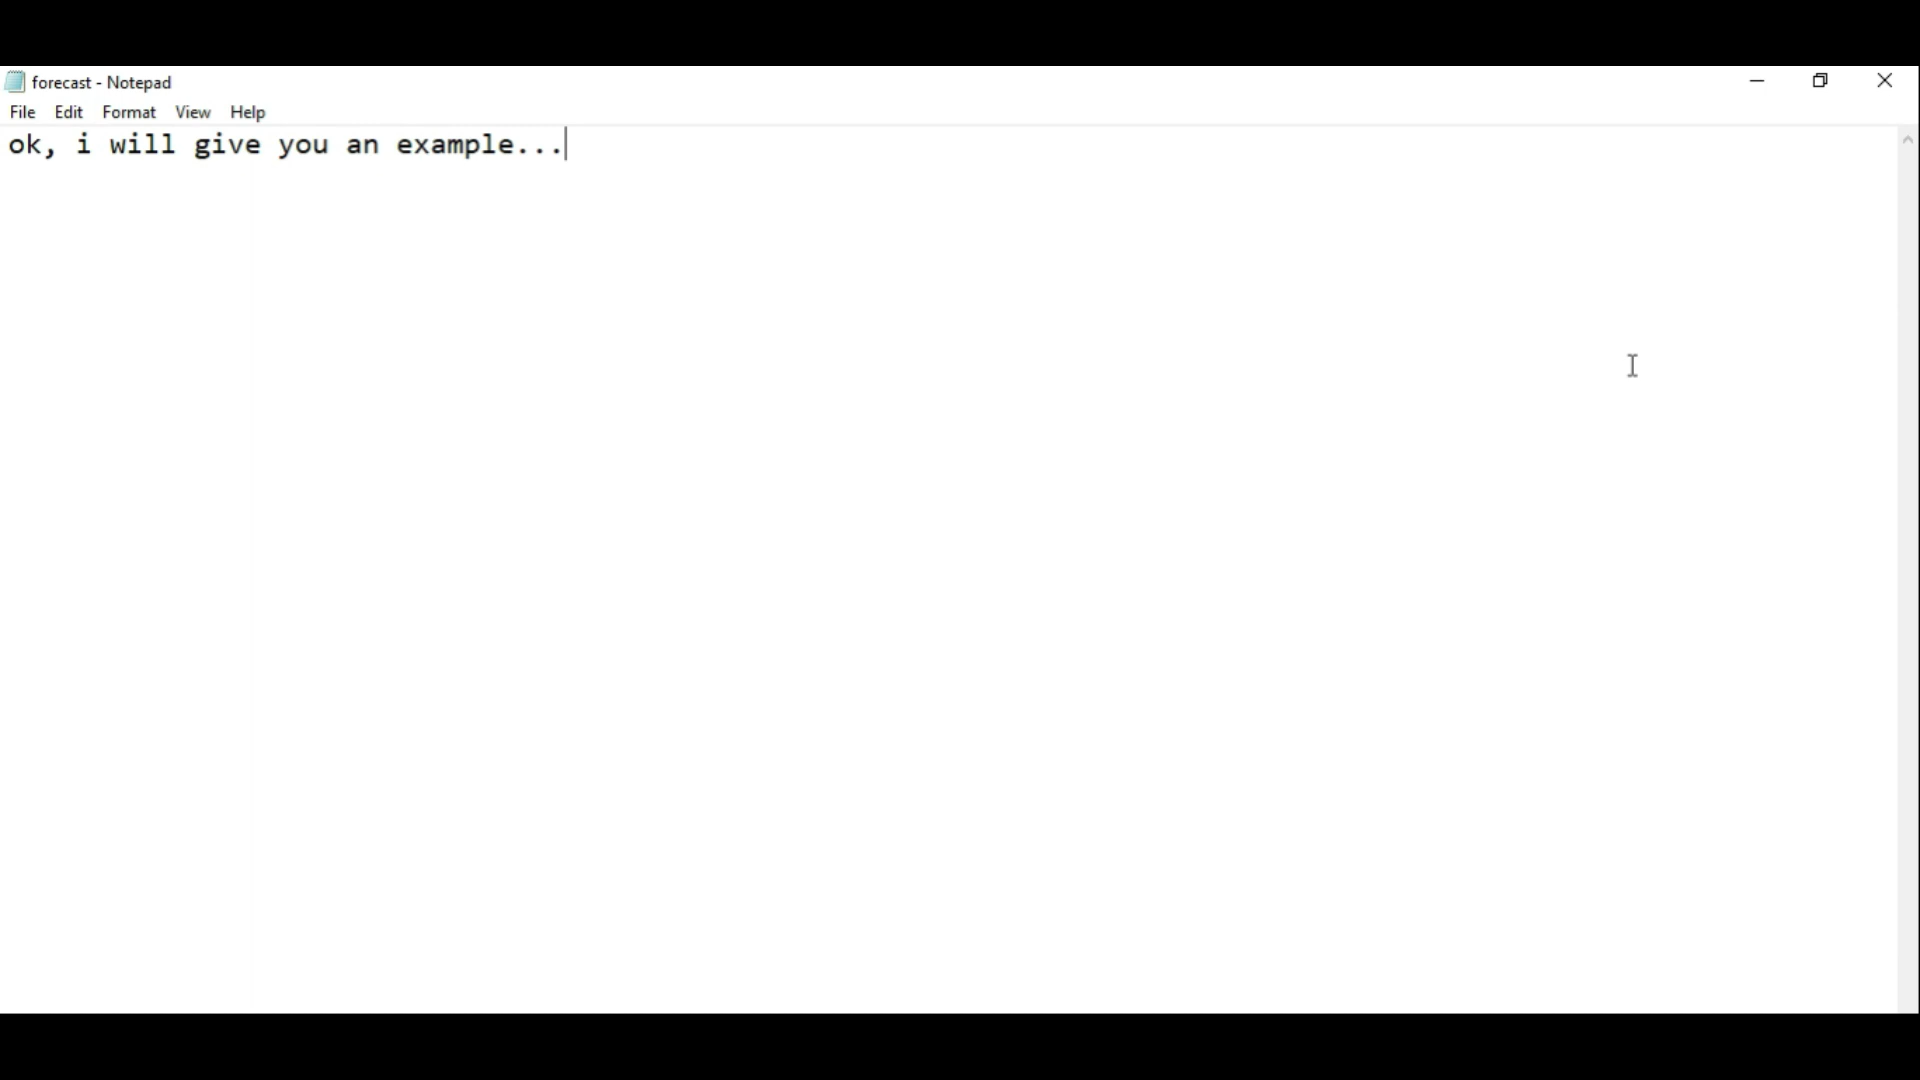 forecast - Notepad
File Edit Format View Help
ok, i will give you an example...